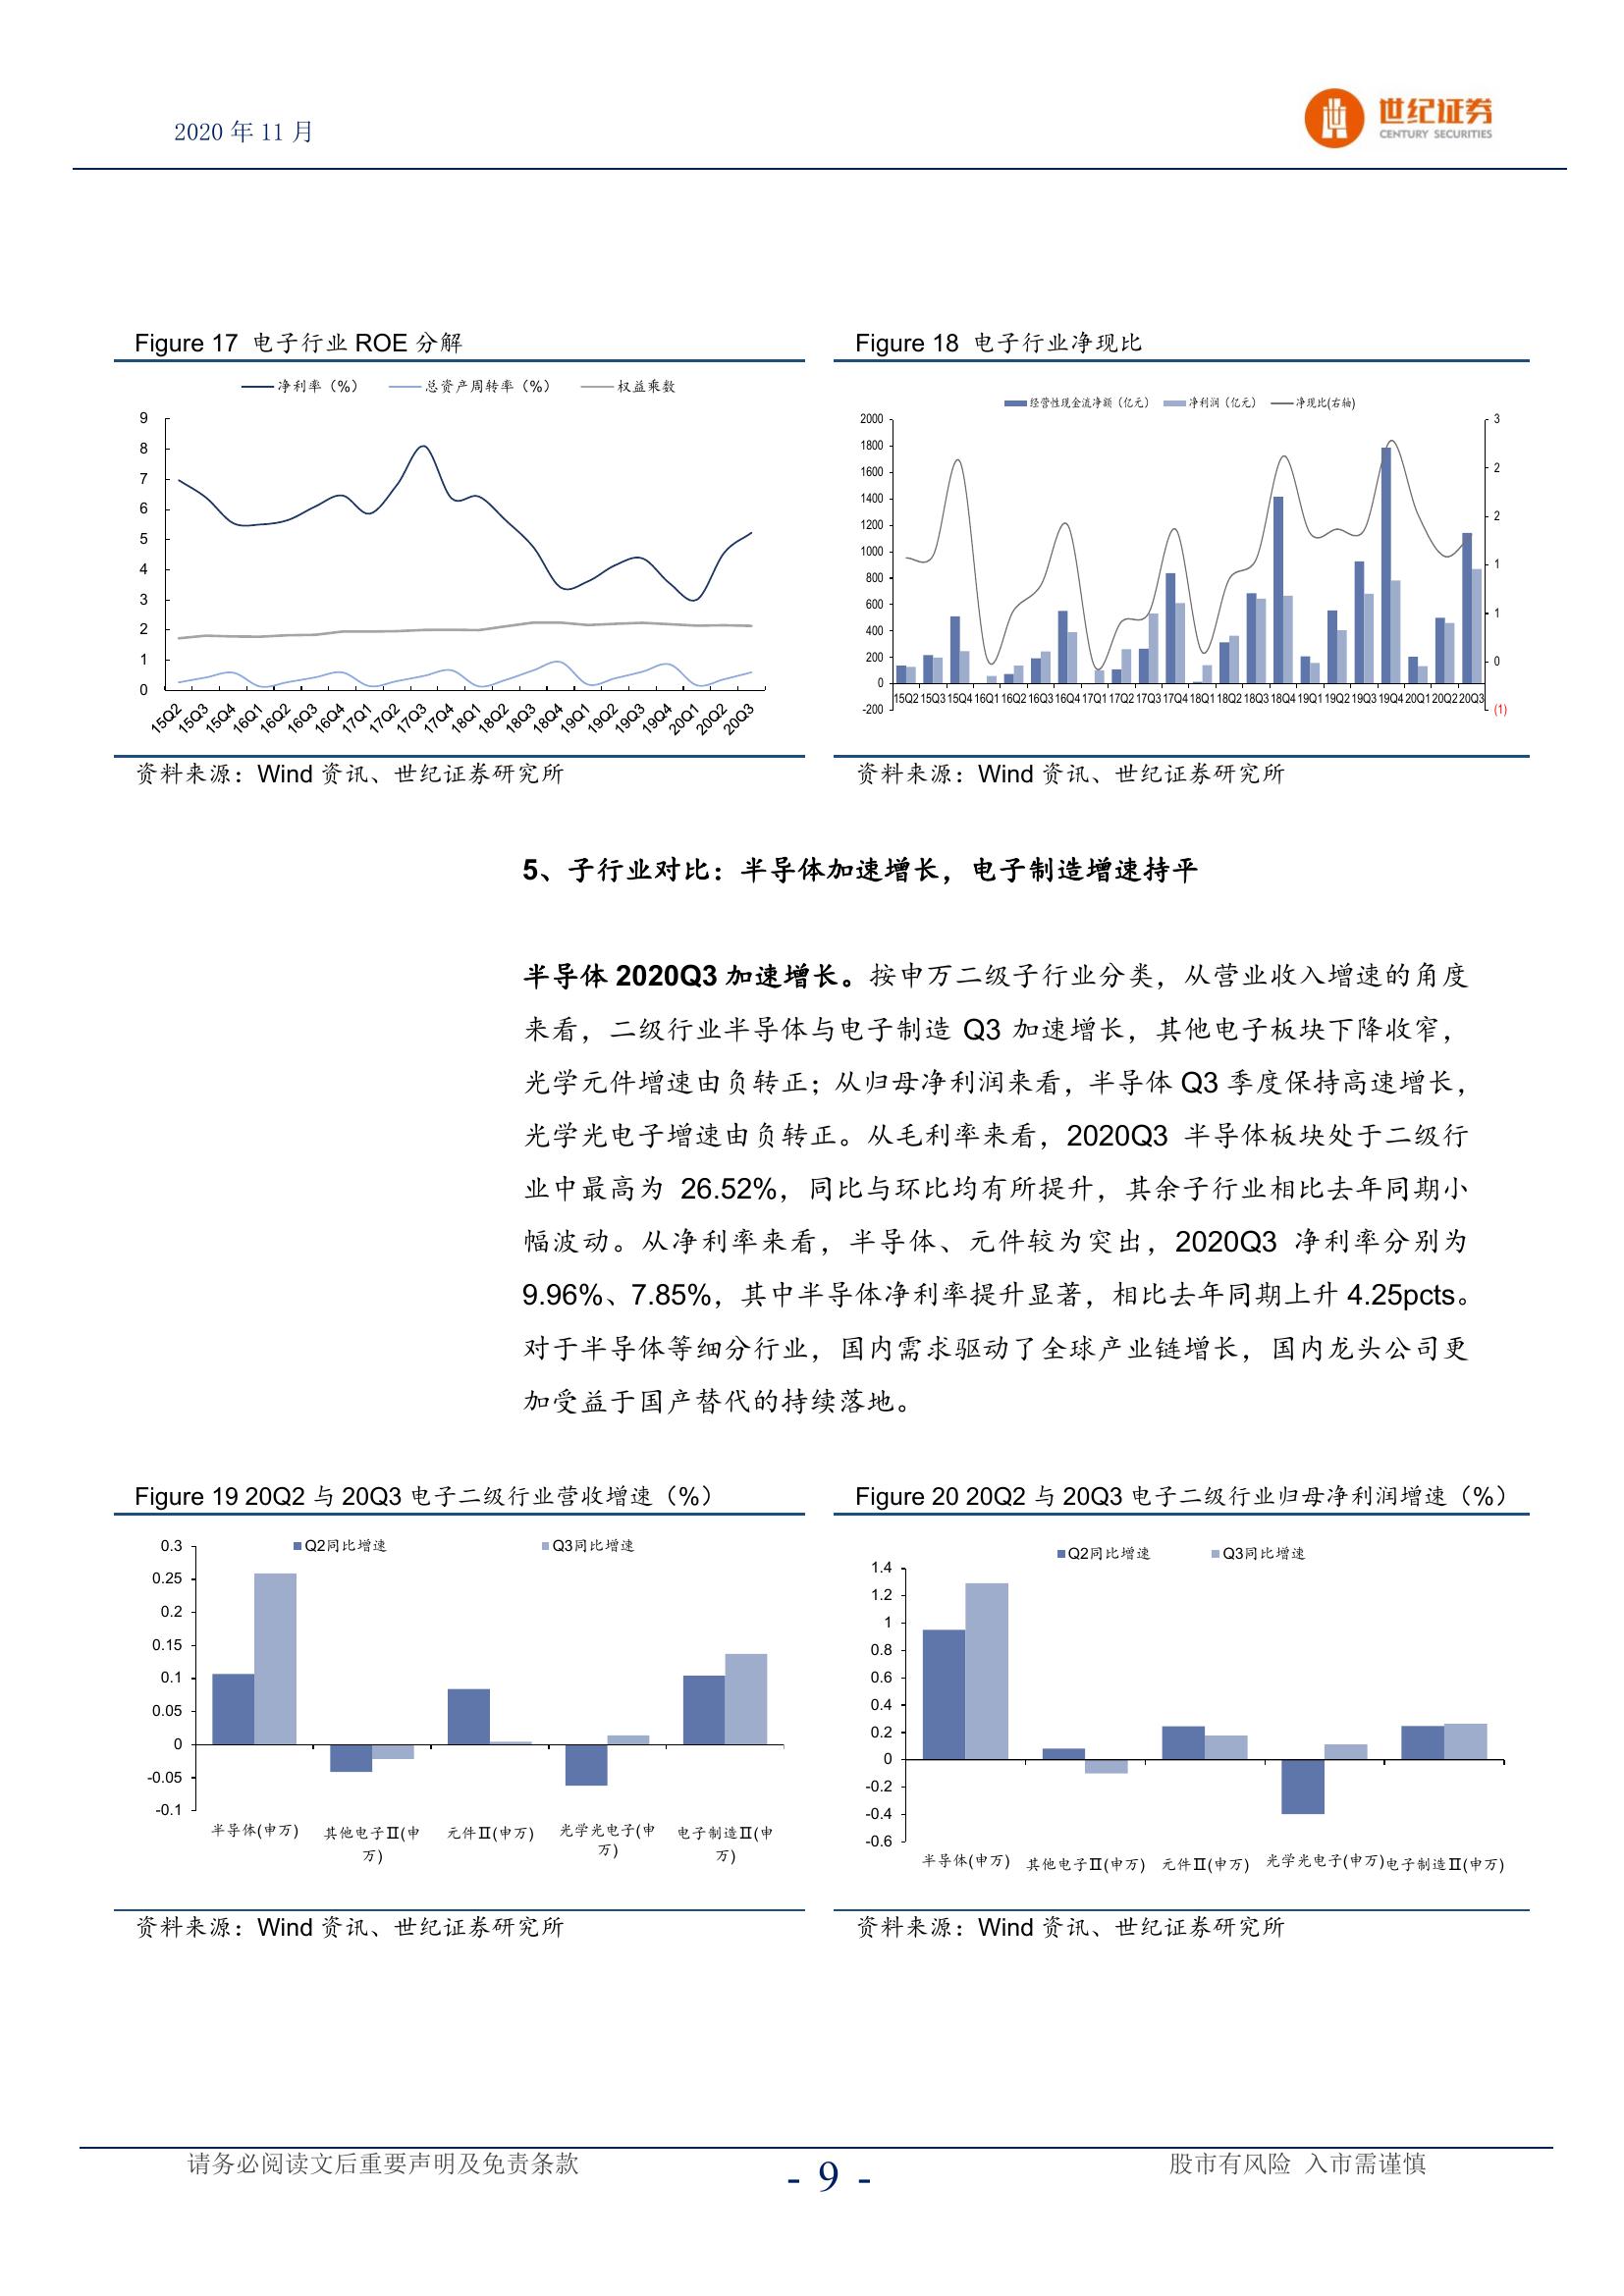 2020 年 11 月
世纪证券
CENTURY SECURITIES
Figure 17 电子行业 ROE 分解
净利率（%） 总资产周转率（%） 权益乘数
9
8
7
6
5
4
3
2
1
0
15Q2 15Q3 15Q4 16Q1 16Q2 16Q3 16Q4 17Q1 17Q2 17Q3 17Q4 18Q1 18Q2 18Q3 18Q4 19Q1 19Q2 19Q3 19Q4 20Q1 20Q2 20Q3
资料来源：Wind 资讯、世纪证券研究所
Figure 18 电子行业净现比
经营性现金流净额（亿元） 净利润（亿元） 净现比(右轴)
2000
1800
1600
1400
1200
1000
800
600
400
200
0
-200
3
2
2
1
1
0
(1)
15Q2 15Q3 15Q4 16Q1 16Q2 16Q3 16Q4 17Q1 17Q2 17Q3 17Q4 18Q1 18Q2 18Q3 18Q4 19Q1 19Q2 19Q3 19Q4 20Q1 20Q2 20Q3
资料来源：Wind 资讯、世纪证券研究所
5、子行业对比：半导体加速增长，电子制造增速持平
半导体 2020Q3 加速增长。按申万二级子行业分类，从营业收入增速的角度
来看，二级行业半导体与电子制造 Q3 加速增长，其他电子板块下降收窄，
光学元件增速由负转正；从归母净利润来看，半导体 Q3 季度保持高速增长，
光学光电子增速由负转正。从毛利率来看，2020Q3 半导体板块处于二级行
业中最高为 26.52%，同比与环比均有所提升，其余子行业相比去年同期小
幅波动。从净利率来看，半导体、元件较为突出，2020Q3 净利率分别为
9.96%、7.85%，其中半导体净利率提升显著，相比去年同期上升 4.25pcts。
对于半导体等细分行业，国内需求驱动了全球产业链增长，国内龙头公司更
加受益于国产替代的持续落地。
Figure 19 20Q2 与 20Q3 电子二级行业营收增速（%）
Q2同比增速 Q3同比增速
0.3
0.25
0.2
0.15
0.1
0.05
0
-0.05
-0.1
半导体(申万) 其他电子Ⅱ(申万) 元件Ⅱ(申万) 光学光电子(申万) 电子制造Ⅱ(申万)
资料来源：Wind 资讯、世纪证券研究所
Figure 20 20Q2 与 20Q3 电子二级行业归母净利润增速（%）
Q2同比增速 Q3同比增速
1.4
1.2
1
0.8
0.6
0.4
0.2
0
-0.2
-0.4
-0.6
半导体(申万) 其他电子Ⅱ(申万) 元件Ⅱ(申万) 光学光电子(申万) 电子制造Ⅱ(申万)
资料来源：Wind 资讯、世纪证券研究所
请务必阅读文后重要声明及免责条款
- 9 -
股市有风险 入市需谨慎